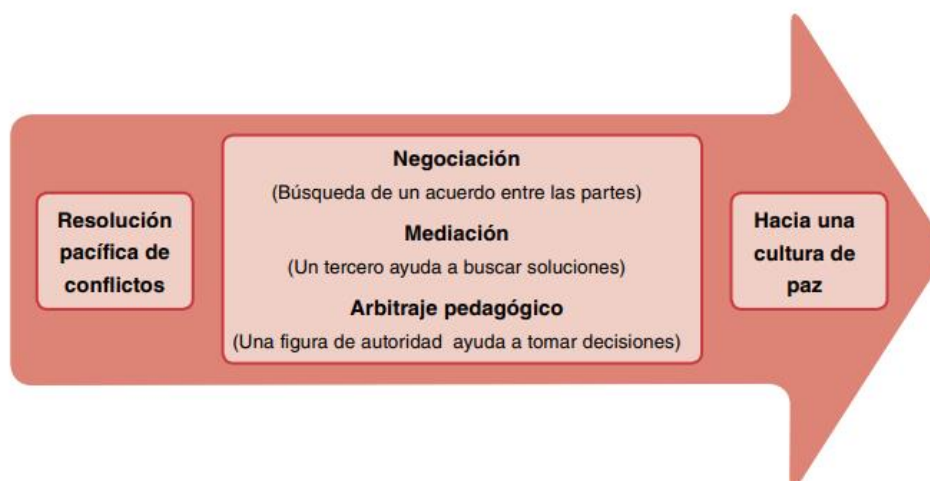 Resolución
pacífica de
conflictos
Negociación
(Búsqueda de un acuerdo entre las partes)
Mediación
(Un tercero ayuda a buscar soluciones)
Arbitraje pedagógico
(Una figura de autoridad ayuda a tomar decisiones)
Hacia una
cultura de
paz